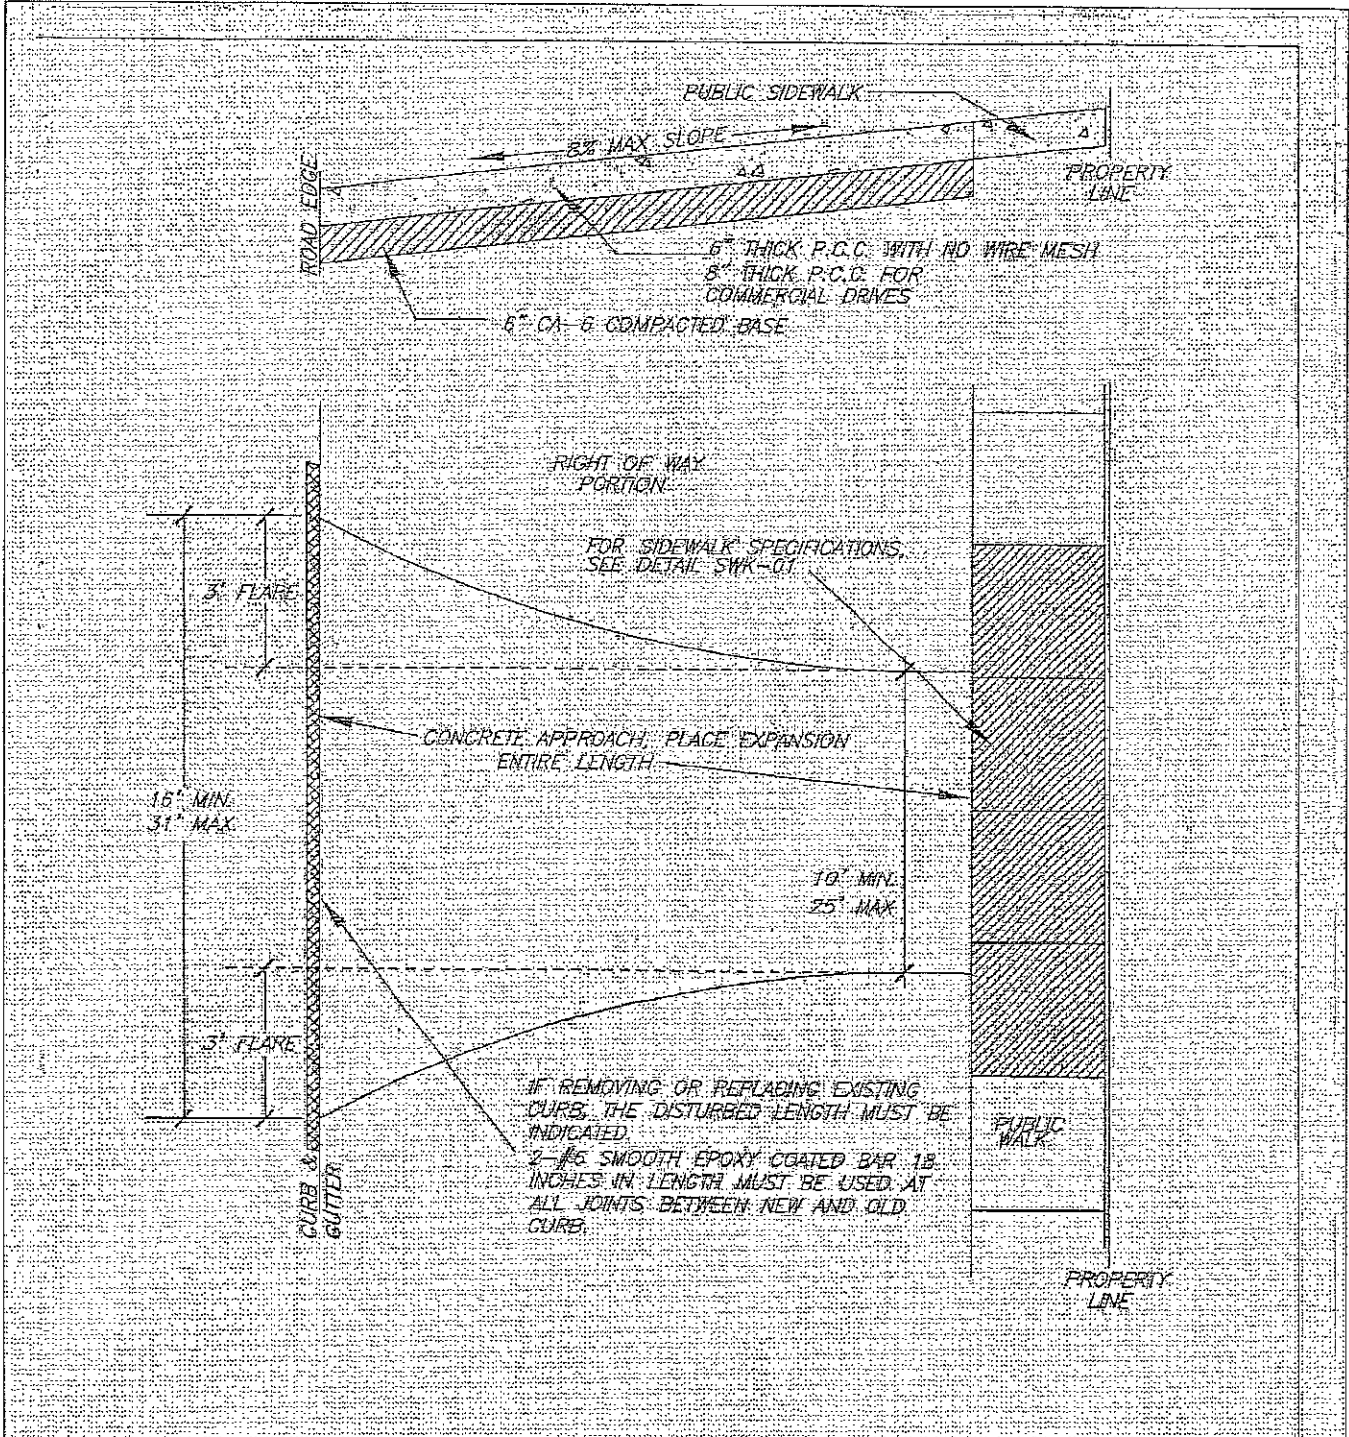 PUBLIC SIDEWALK
8% MAX SLOPE
ROAD EDGE
PROPERTY
LINE
6" THICK P.C.C. WITH NO WIRE MESH
8" THICK P.C.C. FOR
COMMERCIAL DRIVES
6" CA-6 COMPACTED BASE
RIGHT OF WAY
PORTION
FOR SIDEWALK SPECIFICATIONS,
SEE DETAIL SWK-01
3' FLARE
CONCRETE APPROACH, PLACE EXPANSION
ENTIRE LENGTH
16' MIN.
31' MAX.
10' MIN.
25' MAX
3' FLARE
IF REMOVING OR REPLACING EXISTING
CURB, THE DISTURBED LENGTH MUST BE
INDICATED.
2-#6 SMOOTH EPOXY COATED BAR 18
INCHES IN LENGTH MUST BE USED AT
ALL JOINTS BETWEEN NEW AND OLD
CURB.
PUBLIC
WALK
CURB &
GUTTER
PROPERTY
LINE